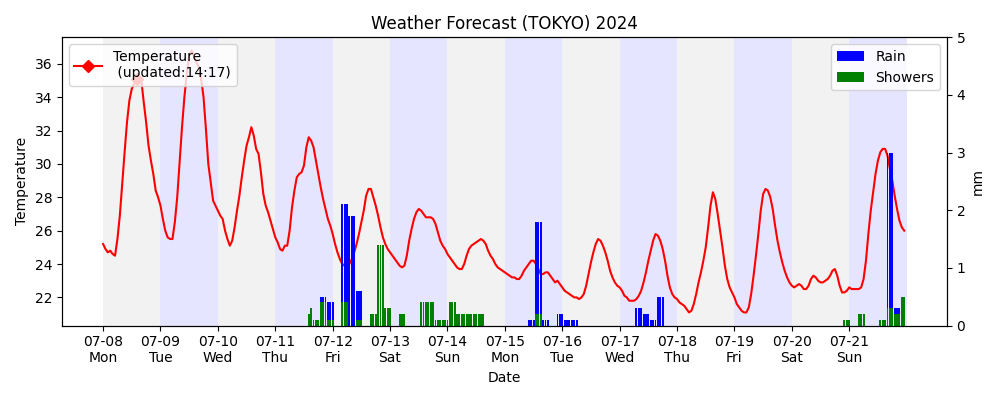 Weather Forecast (TOKYO) 2024
Temperature
(updated:14:17)
Rain
Showers
Temperature
36
34
32
30
28
26
24
22
mm
5
4
3
2
1
0
07-08 07-09 07-10 07-11 07-12 07-13 07-14 07-15 07-16 07-17 07-18 07-19 07-20 07-21
Mon Tue Wed Thu Fri Sat Sun Mon Tue Wed Thu Fri Sat Sun
Date